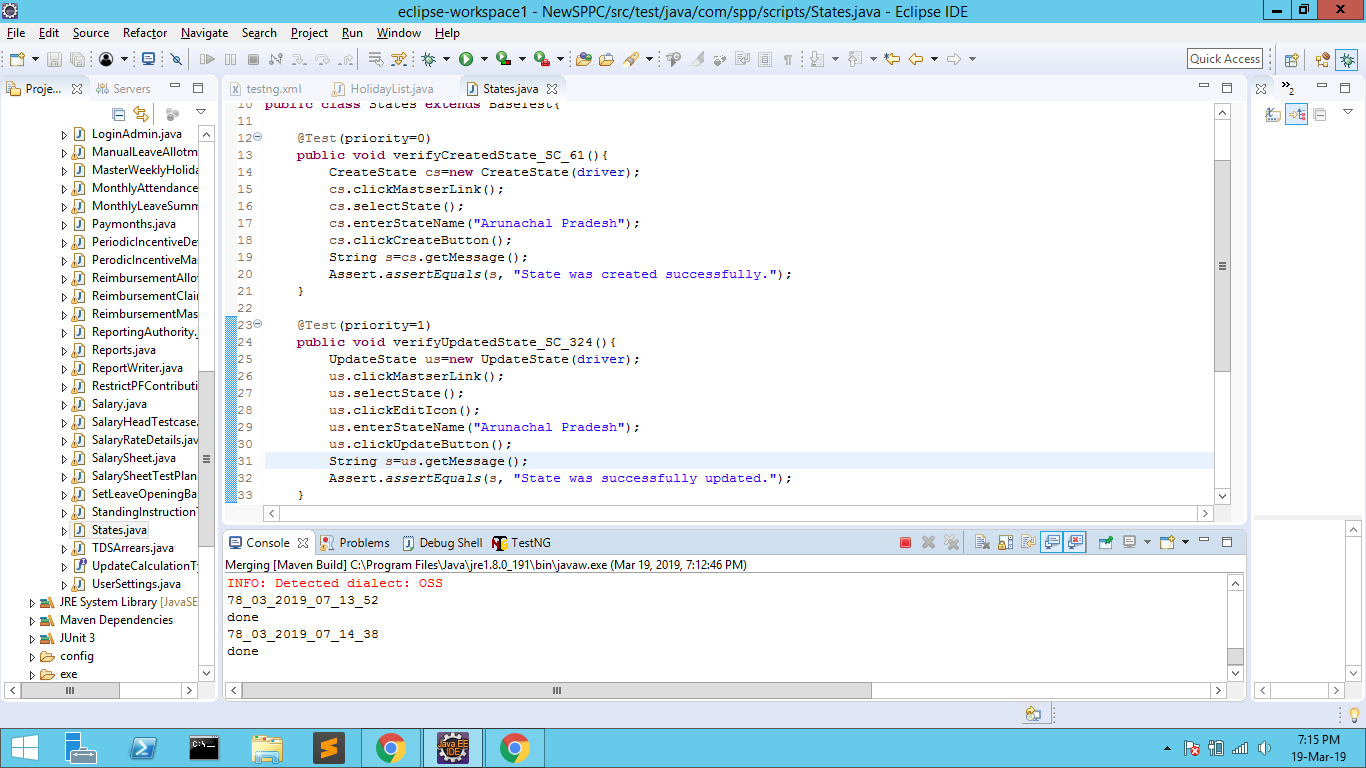 eclipse-workspace1 - NewSPPC/src/test/java/com/spp/scripts/States.java - Eclipse IDE
File Edit Source Refactor Navigate Search Project Run Window Help
Quick Access
Proje... Servers
testng.xml HolidayList.java States.java
LoginAdmin.java
ManualLeaveAllotm
MasterWeeklyHolida
MonthlyAttendance
MonthlyLeaveSumm
Paymonths.java
PeriodicIncentiveDe
PerodicIncentiveMa
ReimbursementAllo
ReimbursementClai
ReimbursementMas
ReportingAuthority.
Reports.java
ReportWriter.java
RestrictPFContributi
Salary.java
SalaryHeadTestcase.
SalaryRateDetails.jav
SalarySheet.java
SalarySheetTestPlan
SetLeaveOpeningBa
StandingInstruction
States.java
TDSArrears.java
UpdateCalculationT
UserSettings.java
JRE System Library [JavaSE
Maven Dependencies
JUnit 3
config
exe
10 public class States extends BaseTest{
11
12 @Test(priority=0)
13 public void verifyCreatedState_SC_61(){
14 CreateState cs=new CreateState(driver);
15 cs.clickMastserLink();
16 cs.selectState();
17 cs.enterStateName("Arunachal Pradesh");
18 cs.clickCreateButton();
19 String s=cs.getMessage();
20 Assert.assertEquals(s, "State was created successfully.");
21 }
22
23 @Test(priority=1)
24 public void verifyUpdatedState_SC_324(){
25 UpdateState us=new UpdateState(driver);
26 us.clickMastserLink();
27 us.selectState();
28 us.clickEditIcon();
29 us.enterStateName("Arunachal Pradesh");
30 us.clickUpdateButton();
31 String s=us.getMessage();
32 Assert.assertEquals(s, "State was successfully updated.");
33 }
Console Problems Debug Shell TestNG
Merging [Maven Build] C:\Program Files\Java\jre1.8.0_191\bin\javaw.exe (Mar 19, 2019, 7:12:46 PM)
INFO: Detected dialect: OSS
78_03_2019_07_13_52
done
78_03_2019_07_14_38
done
7:15 PM
19-Mar-19